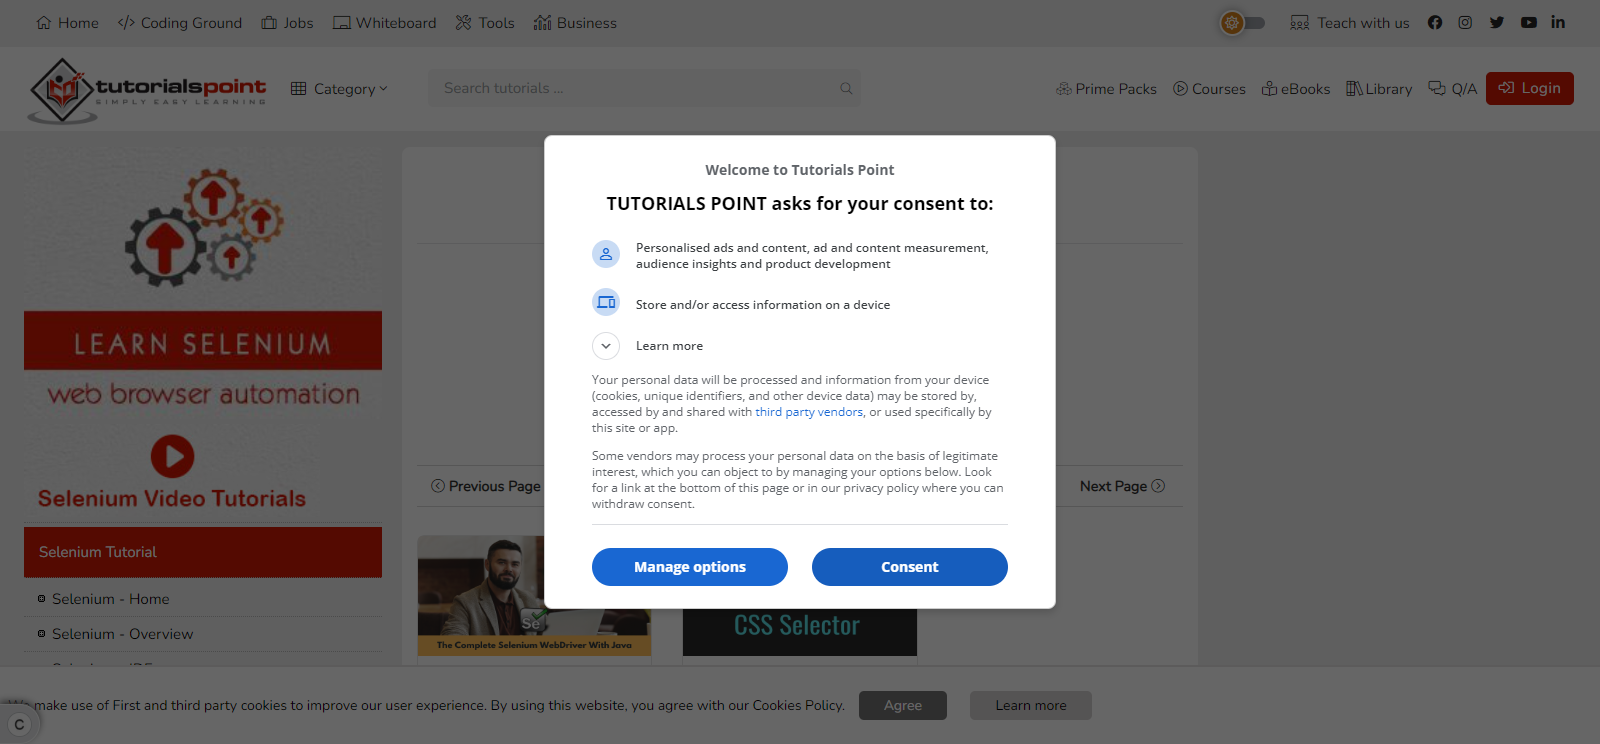 Home
Coding Ground
Jobs
Whiteboard
Tools
Business
Teach with us
tutorialspoint
SIMPLY EASY LEARNING
Category
Search tutorials ...
Prime Packs
Courses
eBooks
Library
Q/A
Login
LEARN SELENIUM
web browser automation
Selenium Video Tutorials
Selenium Tutorial
Selenium - Home
Selenium - Overview
Welcome to Tutorials Point
TUTORIALS POINT asks for your consent to:
Personalised ads and content, ad and content measurement,
audience insights and product development
Store and/or access information on a device
Learn more
Your personal data will be processed and information from your device
(cookies, unique identifiers, and other device data) may be stored by,
accessed by and shared with third party vendors, or used specifically by
this site or app.
Some vendors may process your personal data on the basis of legitimate
interest, which you can object to by managing your options below. Look
for a link at the bottom of this page or in our privacy policy where you can
withdraw consent.
Manage options
Consent
Previous Page
Next Page
Se
The Complete Selenium WebDriver With Java
CSS Selector
make use of First and third party cookies to improve our user experience. By using this website, you agree with our Cookies Policy.
Agree
Learn more
C